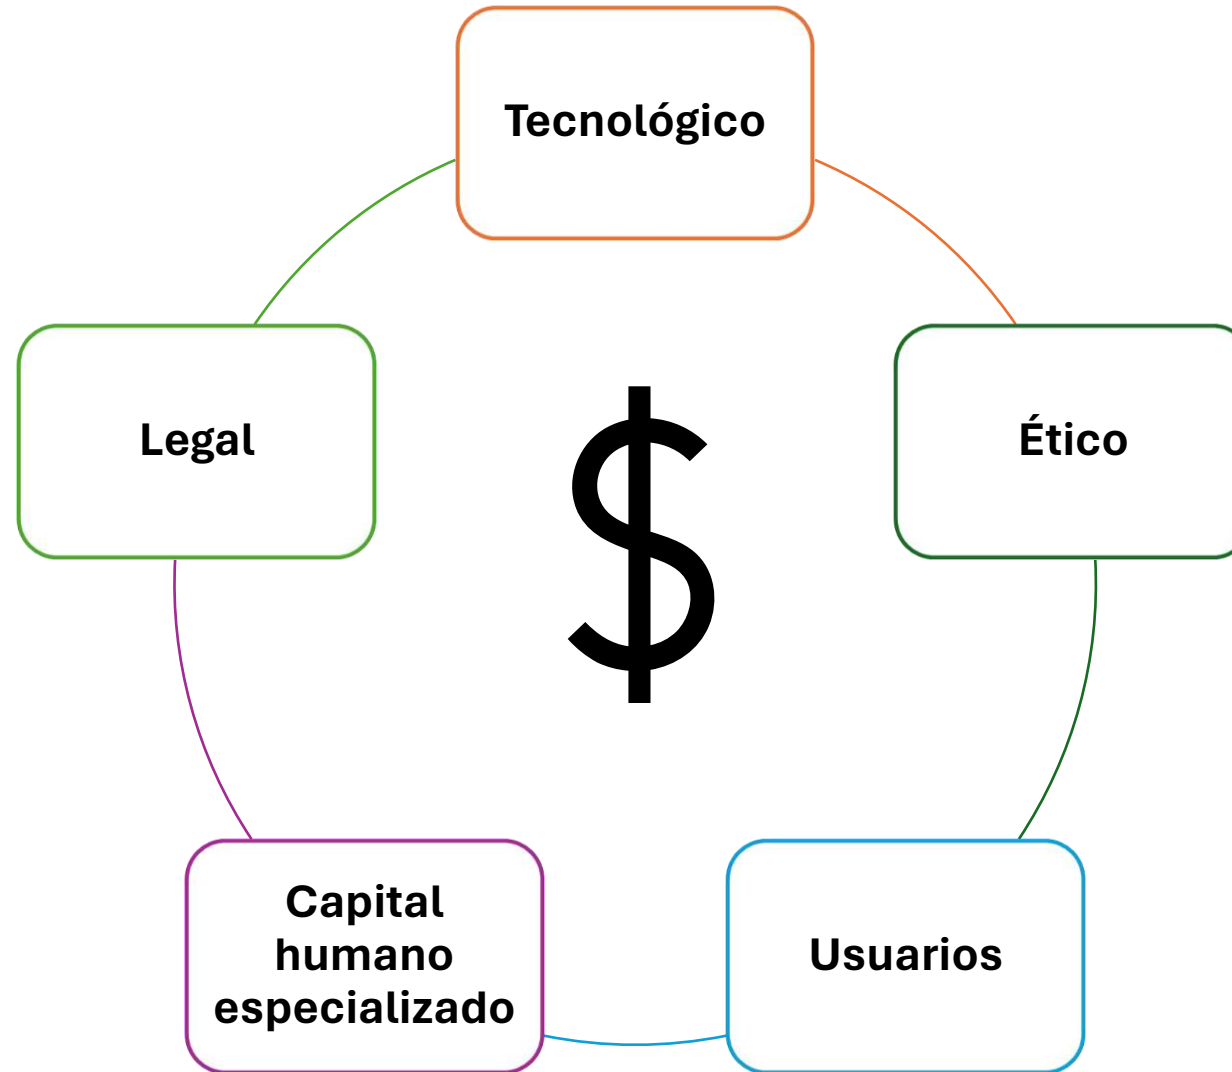 Tecnológico
Legal
Ético
$
Capital
humano
especializado
Usuarios